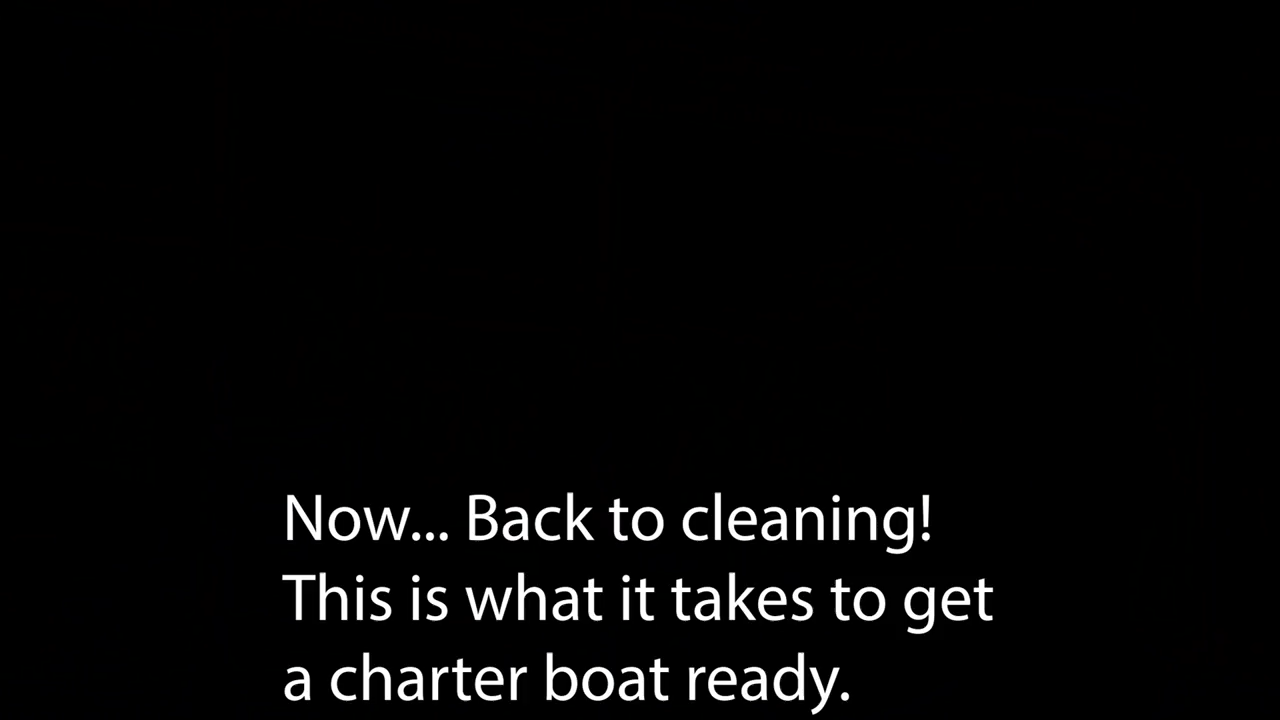 Now... Back to cleaning!
This is what it takes to get
a charter boat ready.